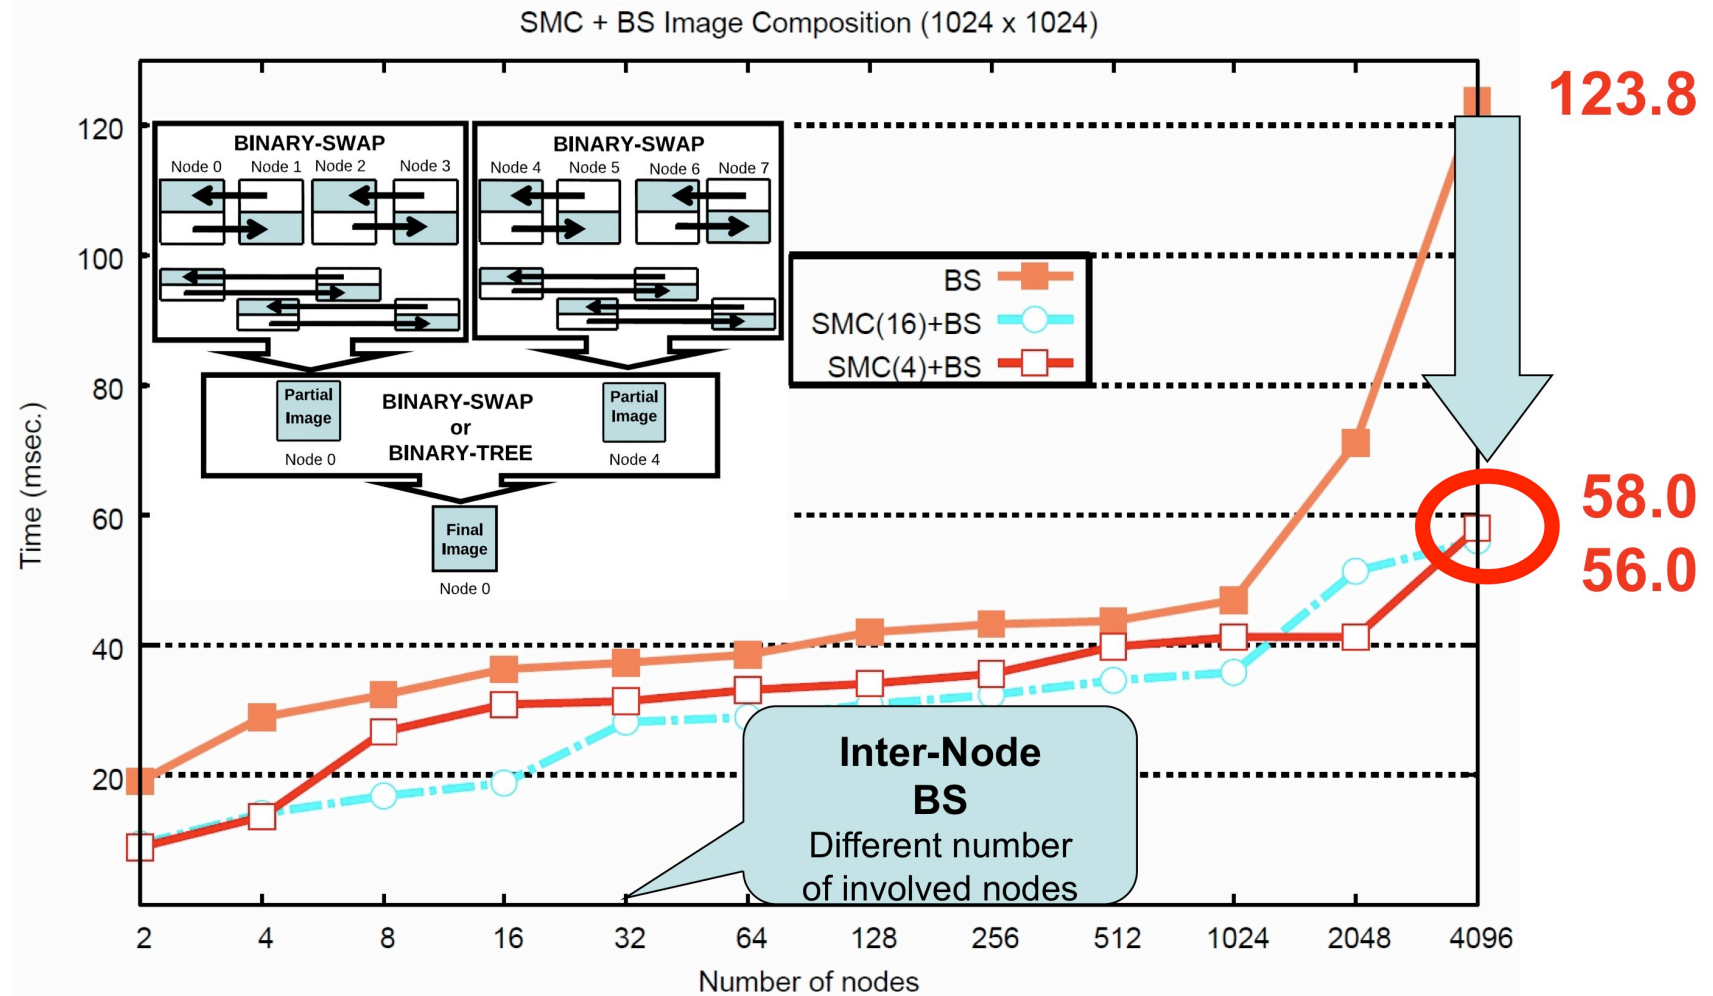 SMC + BS Image Composition (1024 x 1024)
123.8
120
100
80
60
40
20
Time (msec.)
BINARY-SWAP
Node 0 Node 1 Node 2 Node 3
BINARY-SWAP
Node 4 Node 5 Node 6 Node 7
Partial
Image
Node 0
BINARY-SWAP
or
BINARY-TREE
Partial
Image
Node 4
Final
Image
Node 0
BS
SMC(16)+BS
SMC(4)+BS
58.0
56.0
Inter-Node
BS
Different number
of involved nodes
2 4 8 16 32 64 128 256 512 1024 2048 4096
Number of nodes